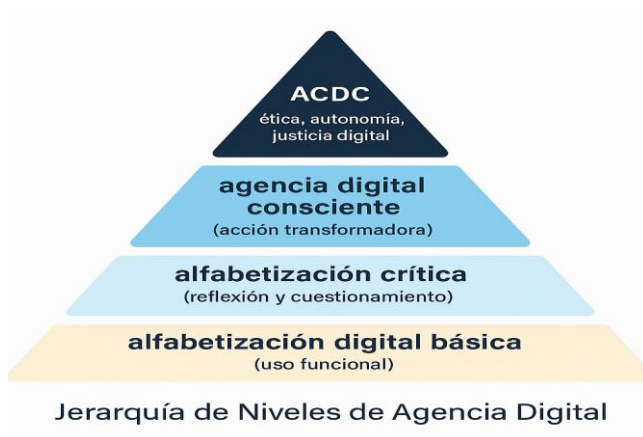 ACDC
ética, autonomía,
justicia digital
agencia digital
consciente
(acción transformadora)
alfabetización crítica
(reflexión y cuestionamiento)
alfabetización digital básica
(uso funcional)
Jerarquía de Niveles de Agencia Digital